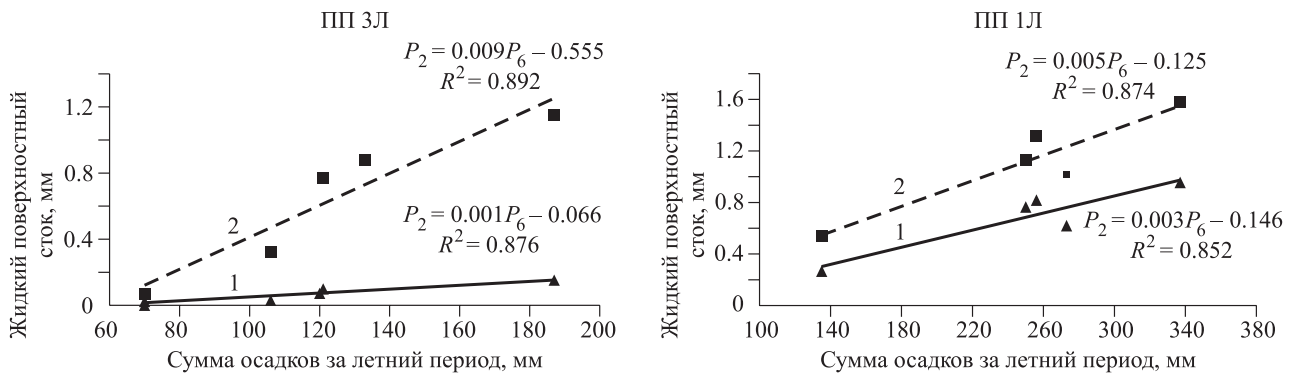 ПП 3Л
P₂ = 0.009P₆ – 0.555
R² = 0.892
Жидкий поверхностный
сток, мм
1.2
0.8
0.4
0
2
1
P₂ = 0.001P₆ – 0.066
R² = 0.876
60 80 100 120 140 160 180 200
Сумма осадков за летний период, мм
ПП 1Л
P₂ = 0.005P₆ – 0.125
R² = 0.874
Жидкий поверхностный
сток, мм
1.6
1.2
0.8
0.4
0
2
1
P₂ = 0.003P₆ – 0.146
R² = 0.852
100 140 180 220 260 300 340 380
Сумма осадков за летний период, мм